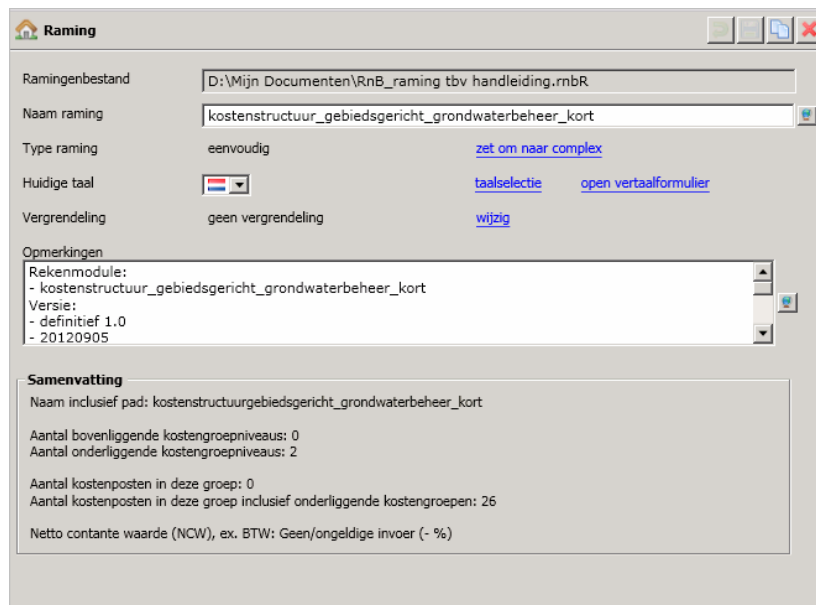 Raming
Ramingenbestand D:\Mijn Documenten\RnB_raming tbv handleiding.rnbR
Naam raming kostenstructuur_gebiedsgericht_grondwaterbeheer_kort
Type raming eenvoudig zet om naar complex
Huidige taal taalselectie open vertaalformulier
Vergrendeling geen vergrendeling wijzig
Opmerkingen
Rekenmodule:
- kostenstructuur_gebiedsgericht_grondwaterbeheer_kort
Versie:
- definitief 1.0
- 20120905
Samenvatting
Naam inclusief pad: kostenstructuurgebiedsgericht_grondwaterbeheer_kort
Aantal bovenliggende kostengroepniveaus: 0
Aantal onderliggende kostengroepniveaus: 2
Aantal kostenposten in deze groep: 0
Aantal kostenposten in deze groep inclusief onderliggende kostengroepen: 26
Netto contante waarde (NCW), ex. BTW: Geen/ongeldige invoer (- %)